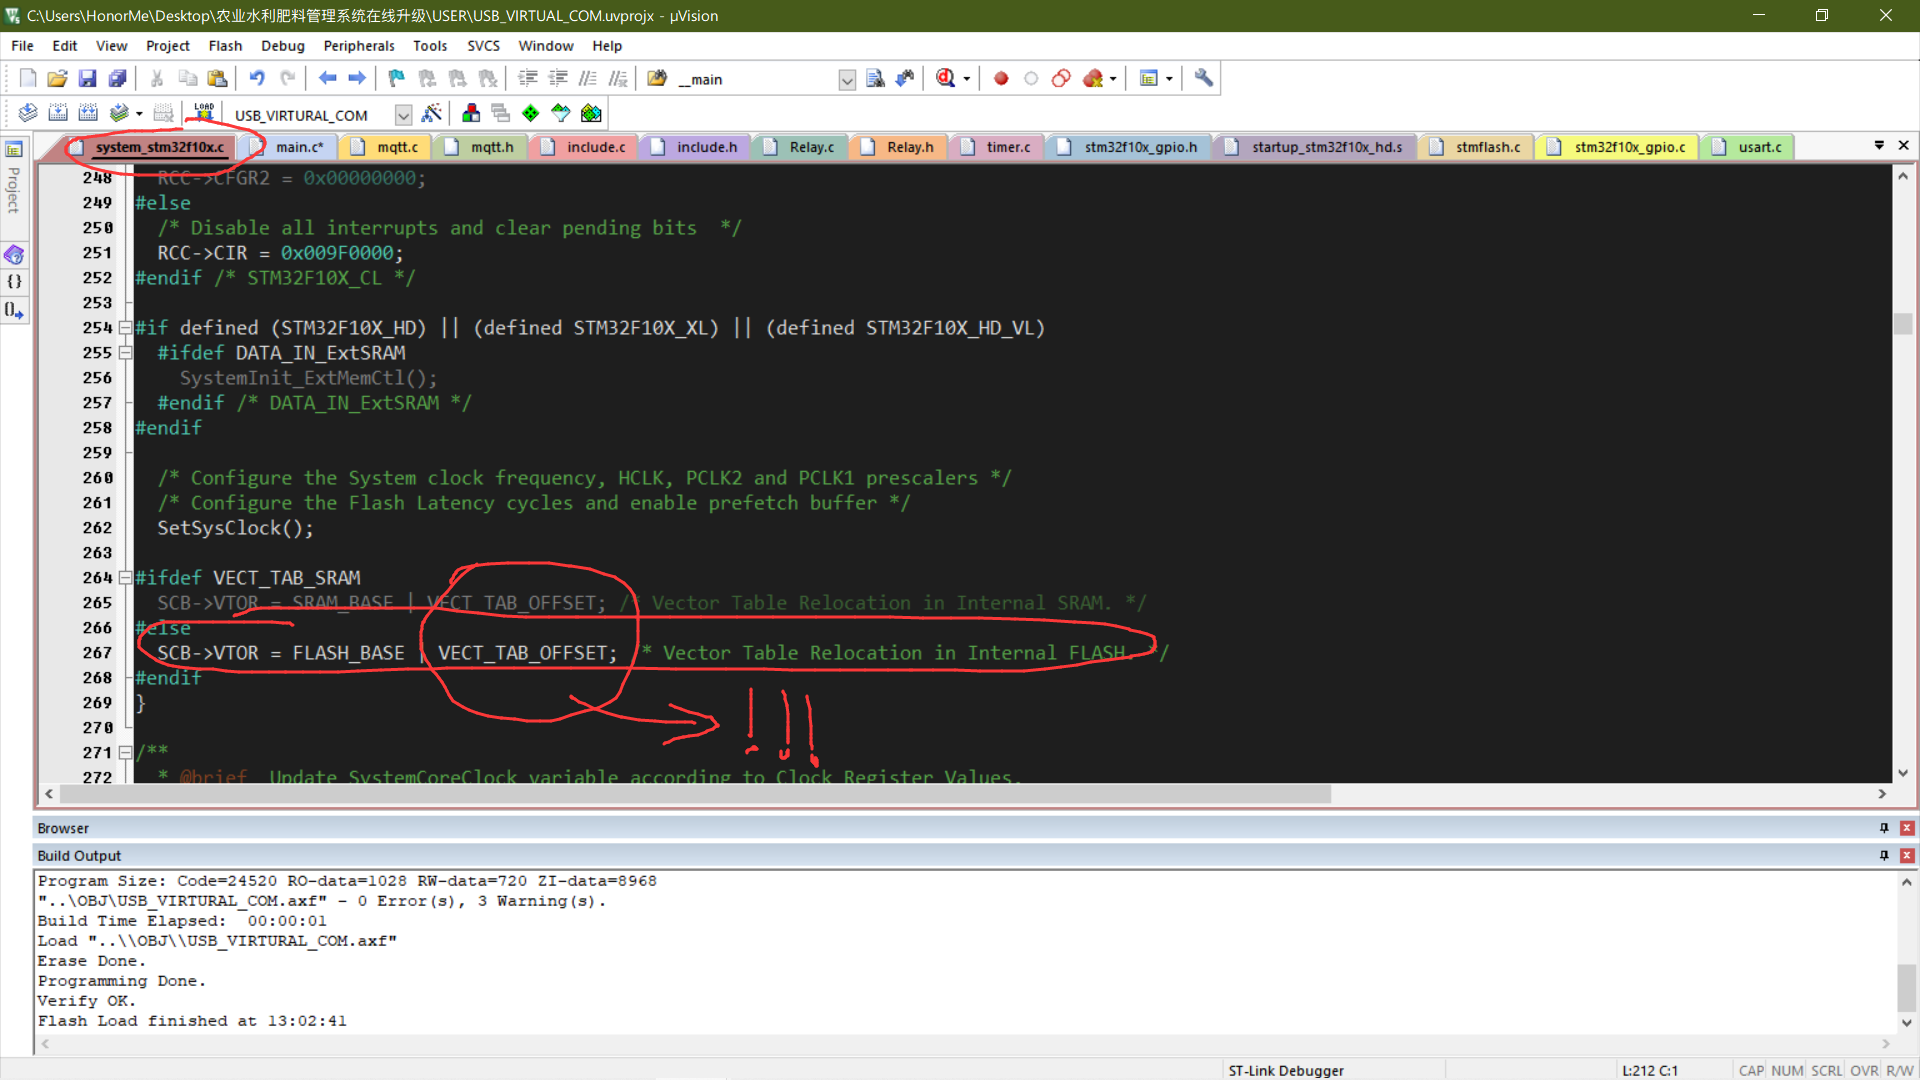 C:\Users\HonorMe\Desktop\农业水利肥料管理系统在线升级\USER\USB_VIRTUAL_COM.uvprojx - µVision
File Edit View Project Flash Debug Peripherals Tools SVCS Window Help
__main
LOAD USB_VIRTURAL_COM
system_stm32f10x.c main.c* mqtt.c mqtt.h include.c include.h Relay.c Relay.h timer.c stm32f10x_gpio.h startup_stm32f10x_hd.s stmflash.c stm32f10x_gpio.c usart.c
Project
248 RCC->CFGR2 = 0x00000000;
249 #else
250 /* Disable all interrupts and clear pending bits */
251 RCC->CIR = 0x009F0000;
252 #endif /* STM32F10X_CL */
253
254 #if defined (STM32F10X_HD) || (defined STM32F10X_XL) || (defined STM32F10X_HD_VL)
255 #ifdef DATA_IN_ExtSRAM
256 SystemInit_ExtMemCtl();
257 #endif /* DATA_IN_ExtSRAM */
258 #endif
259
260 /* Configure the System clock frequency, HCLK, PCLK2 and PCLK1 prescalers */
261 /* Configure the Flash Latency cycles and enable prefetch buffer */
262 SetSysClock();
263
264 #ifdef VECT_TAB_SRAM
265 SCB->VTOR = SRAM_BASE | VECT_TAB_OFFSET; /* Vector Table Relocation in Internal SRAM. */
266 #else
267 SCB->VTOR = FLASH_BASE | VECT_TAB_OFFSET; * Vector Table Relocation in Internal FLASH. */
268 #endif
269 }
270
!!!
271 /**
272 * @brief Update SystemCoreClock variable according to Clock Register Values.
Browser
Build Output
Program Size: Code=24520 RO-data=1028 RW-data=720 ZI-data=8968
"..\OBJ\USB_VIRTURAL_COM.axf" - 0 Error(s), 3 Warning(s).
Build Time Elapsed: 00:00:01
Load "..\\OBJ\\USB_VIRTURAL_COM.axf"
Erase Done.
Programming Done.
Verify OK.
Flash Load finished at 13:02:41
ST-Link Debugger L:212 C:1 CAP NUM SCRL OVR R/W